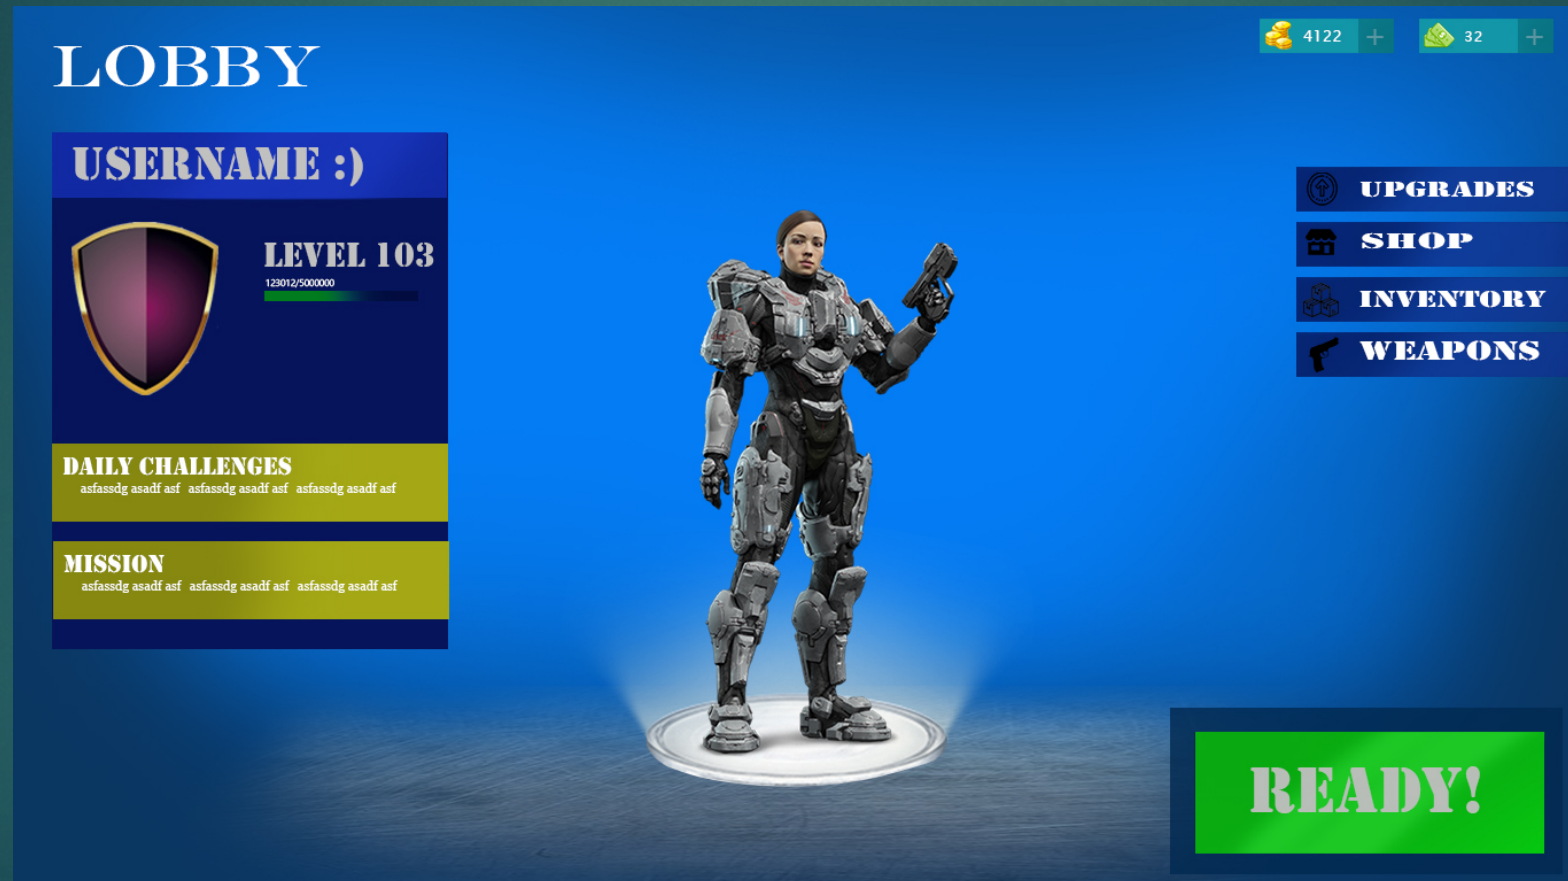 LOBBY
4122
32
USERNAME :)
LEVEL 103
123012/5000000
UPGRADES
SHOP
INVENTORY
WEAPONS
DAILY CHALLENGES
asfassdg asadf asf asfassdg asadf asf asfassdg asadf asf
MISSION
asfassdg asadf asf asfassdg asadf asf asfassdg asadf asf
READY!